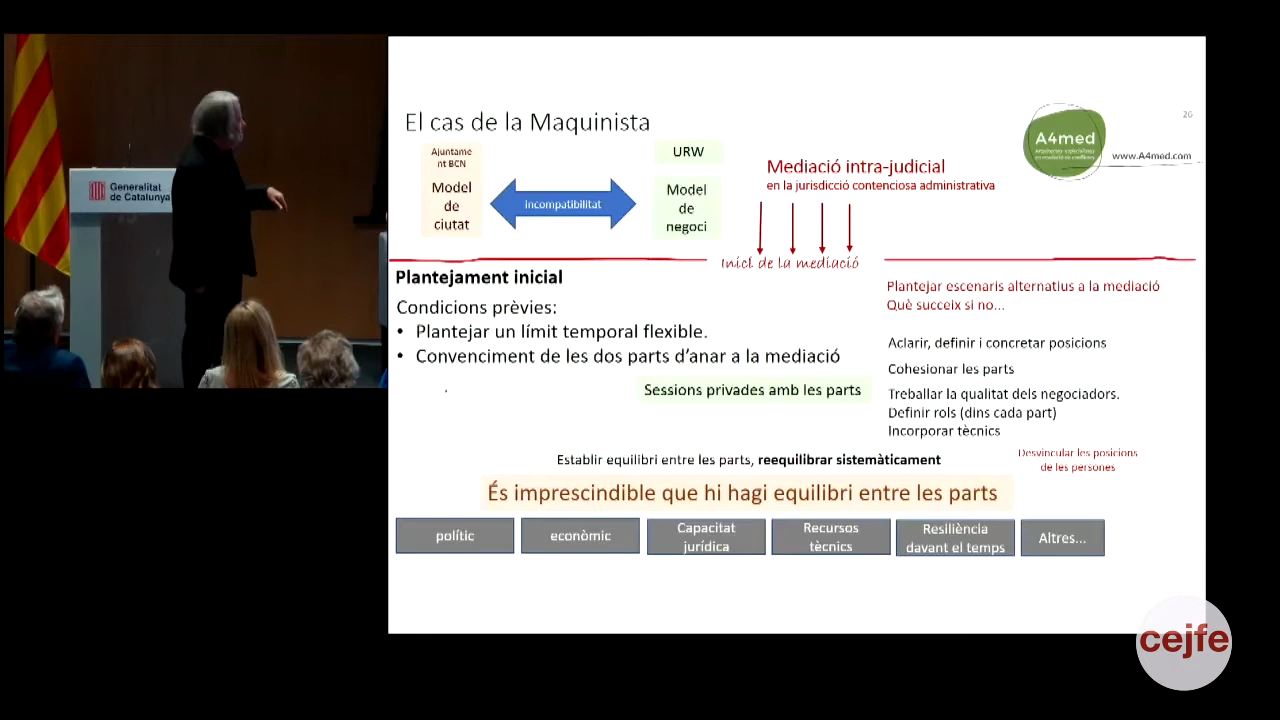 Generalitat
de Catalunya
El cas de la Maquinista
26
Ajuntame
nt BCN
Model
de
ciutat
incompatibilitat
URW
Model
de
negoci
Mediació intra-judicial
en la jurisdicció contenciosa administrativa
A4med
www.A4med.com
Inici de la mediació
Plantejament inicial
Condicions prèvies:
• Plantejar un límit temporal flexible.
• Convenciment de les dos parts d'anar a la mediació
Sessions privades amb les parts
Plantejar escenaris alternatius a la mediació
Què succeix si no...
Aclarir, definir i concretar posicions
Cohesionar les parts
Treballar la qualitat dels negociadors.
Definir rols (dins cada part)
Incorporar tècnics
Desvincular les posicions
de les persones
Establir equilibri entre les parts, reequilibrar sistemàticament
És imprescindible que hi hagi equilibri entre les parts
polític
econòmic
Capacitat
jurídica
Recursos
tècnics
Resiliència
davant el temps
Altres...
cejfe